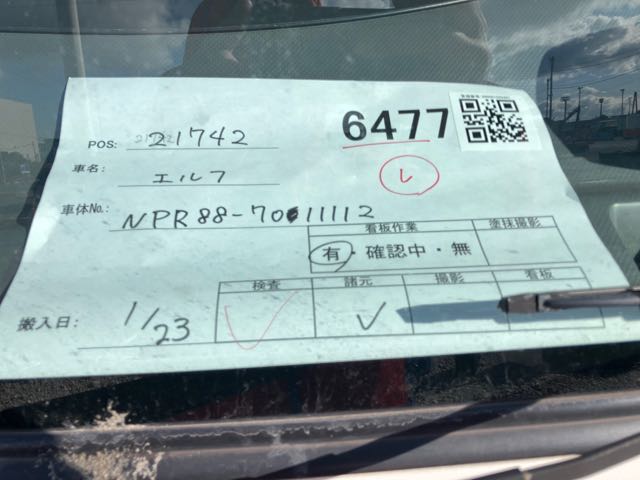 POS: 21742
6477
車名: エルフ
レ
車体No.: NPR88-7011112
看板作業 塗抹撮影
有・確認中・無
検査 諸元 撮影 看板
搬入日: 1/23